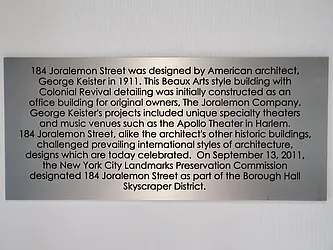 184 Joralemon Street was designed by American architect,
George Keister in 1911. This Beaux Arts style building with
Colonial Revival detailing was initially constructed as an
office building for original owners, The Joralemon Company.
George Keister's projects included unique specialty theaters
and music venues such as the Apollo Theater in Harlem.
184 Joralemon Street, alike the architect's other historic buildings,
challenged prevailing international styles of architecture,
designs which are today celebrated. On September 13, 2011,
the New York City Landmarks Preservation Commission
designated 184 Joralemon Street as part of the Borough Hall
Skyscraper District.